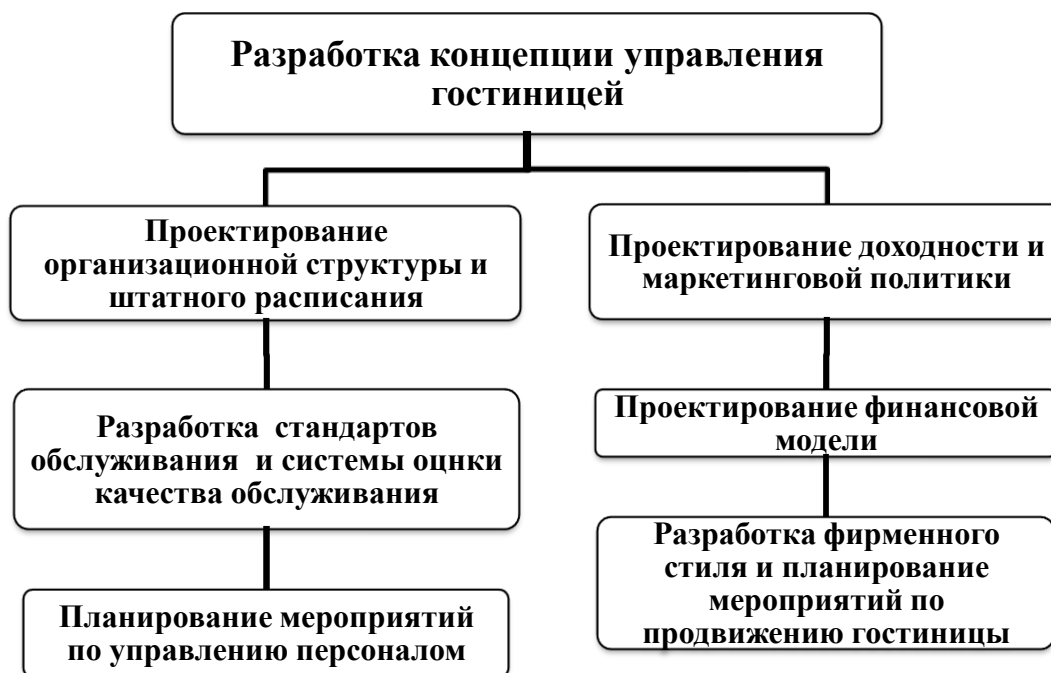 Разработка концепции управления
гостиницей
Проектирование
организационной структуры и
штатного расписания
Разработка стандартов
обслуживания и системы оцнки
качества обслуживания
Планирование мероприятий
по управлению персоналом
Проектирование доходности и
маркетинговой политики
Проектирование финансовой
модели
Разработка фирменного
стиля и планирование
мероприятий по
продвижению гостиницы